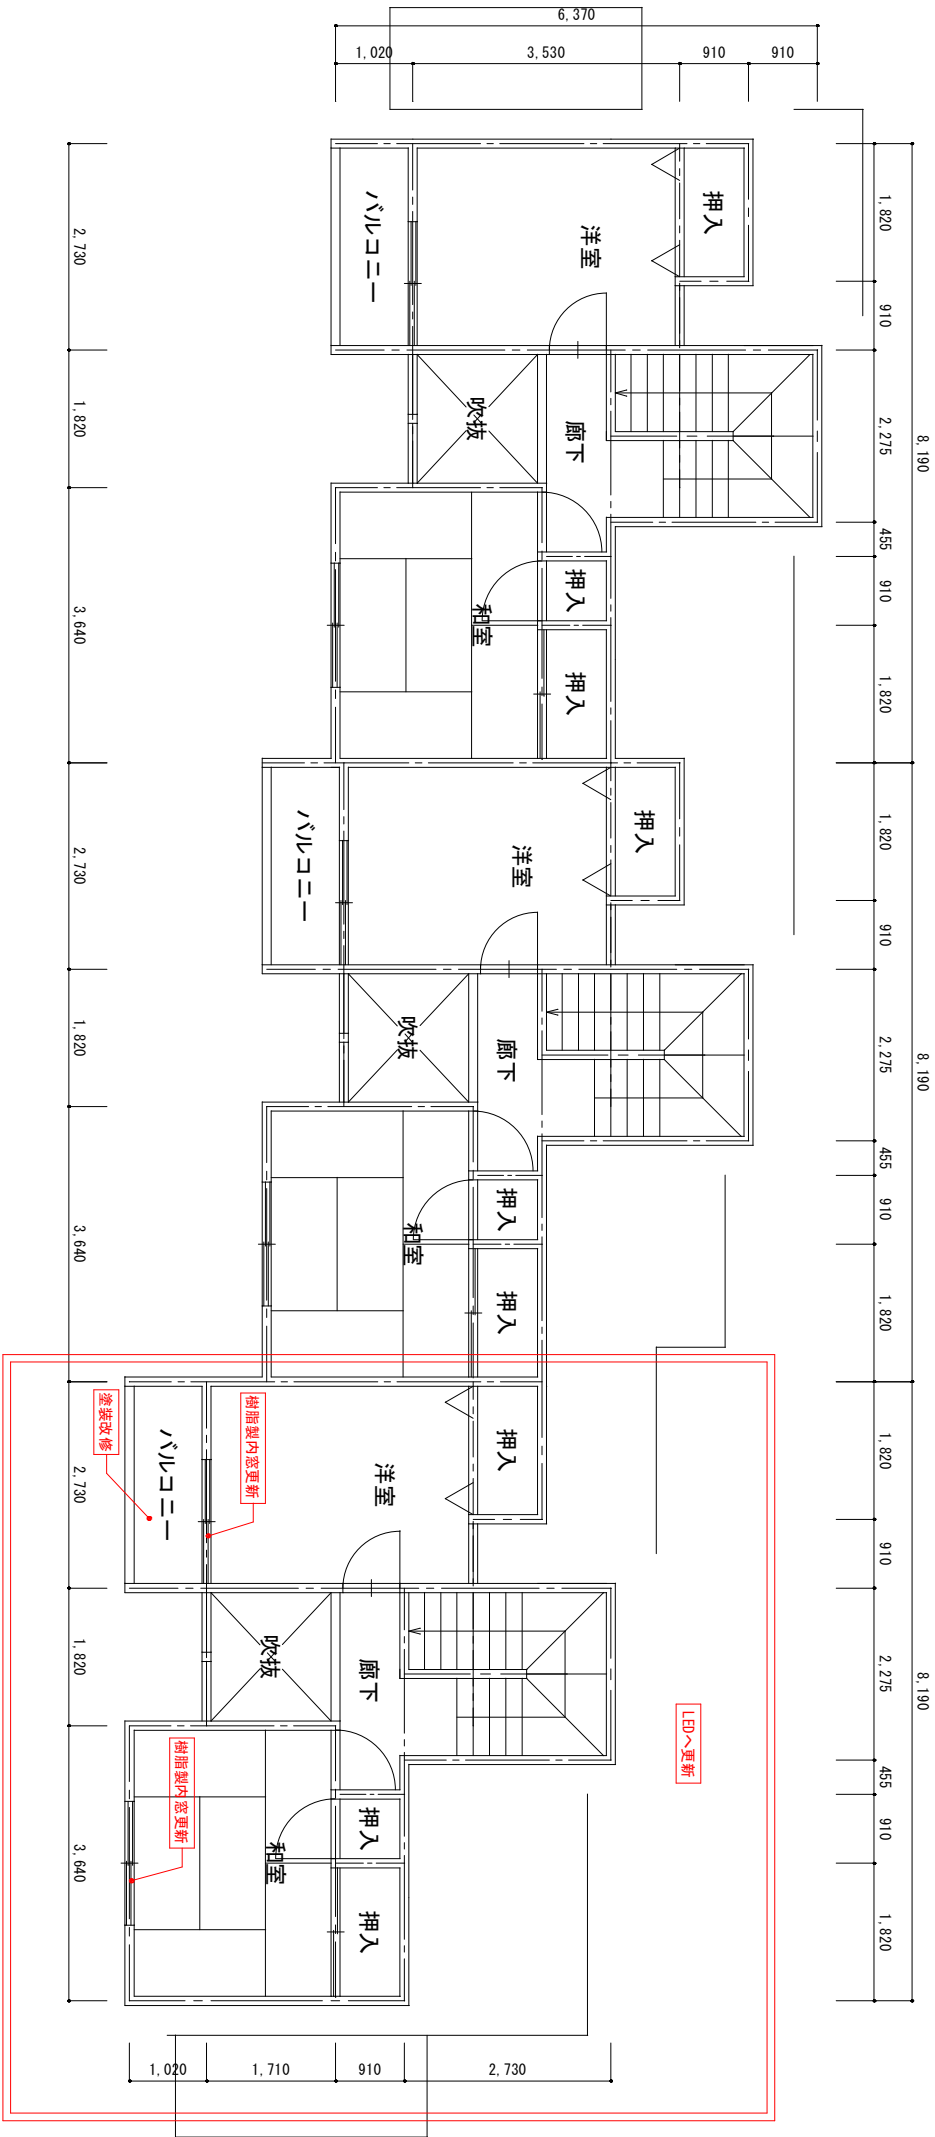 6,370
1,020
3,530
910
910
8,190
1,820
910
2,275
455
910
1,820
8,190
1,820
910
2,275
455
910
1,820
8,190
1,820
910
2,275
455
910
1,820
2,730
1,820
3,640
2,730
1,820
3,640
2,730
1,820
3,640
押入
洋室
バルコニー
廊下
吹抜
押入
和室
押入
押入
洋室
バルコニー
廊下
吹抜
押入
和室
押入
押入
洋室
バルコニー
樹脂製内窓更新
塗装改修
廊下
吹抜
LEDへ更新
押入
和室
押入
樹脂製内窓更新
1,020
1,710
910
2,730